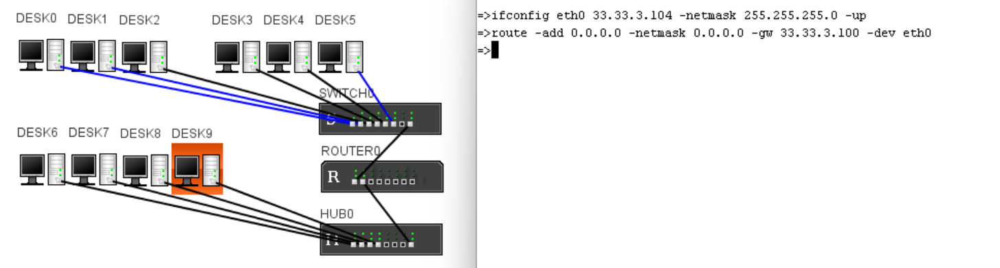 DESK0 DESK1 DESK2 DESK3 DESK4 DESK5
SWITCH0
S
DESK6 DESK7 DESK8 DESK9
ROUTER0
R
HUB0
H
=>ifconfig eth0 33.33.3.104 -netmask 255.255.255.0 -up
=>route -add 0.0.0.0 -netmask 0.0.0.0 -gw 33.33.3.100 -dev eth0
=>